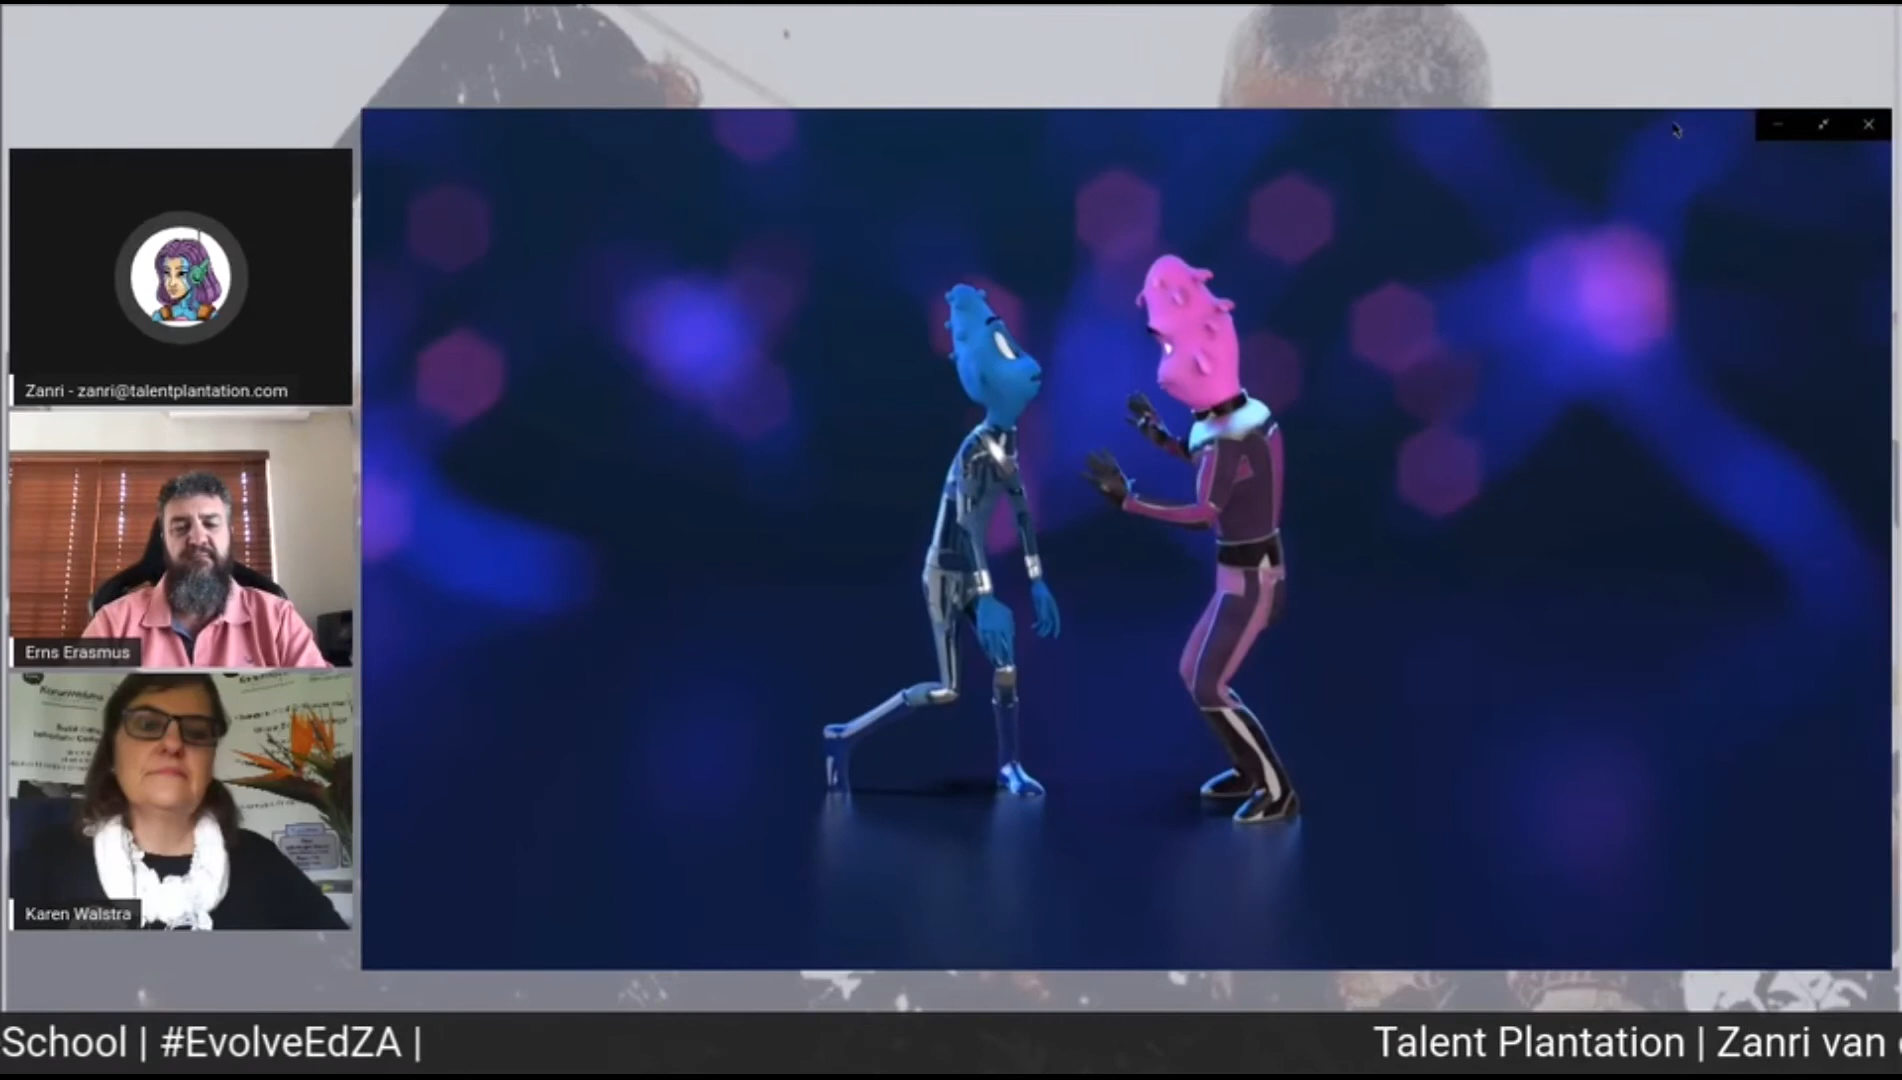 Zanri - zanri@talentplantation.com
Erns Erasmus
Karen Walstra
School | #EvolveEdZA |
Talent Plantation | Zanri van